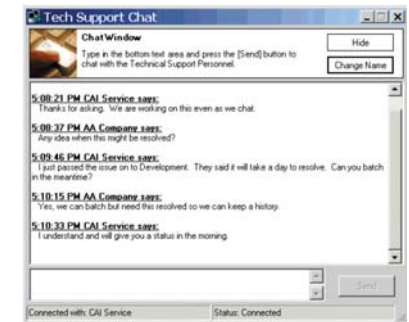 Tech Support Chat
Chat Window
Type in the bottom text area and press the [Send] button to
chat with the Technical Support Personnel.
Hide
Change Name
5:08:21 PM CAI Service says:
Thanks for asking. We are working on this even as we chat.
5:08:37 PM AA Company says:
Any idea when this might be resolved?
5:09:46 PM CAI Service says:
I just passed the issue on to Development. They said it will take a day to resolve. Can you batch
in the meantime?
5:10:15 PM AA Company says:
Yes, we can batch but need this resolved so we can keep a history.
5:10:33 PM CAI Service says:
I understand and will give you a status in the morning.
Send
Connected with: CAI Service
Status: Connected